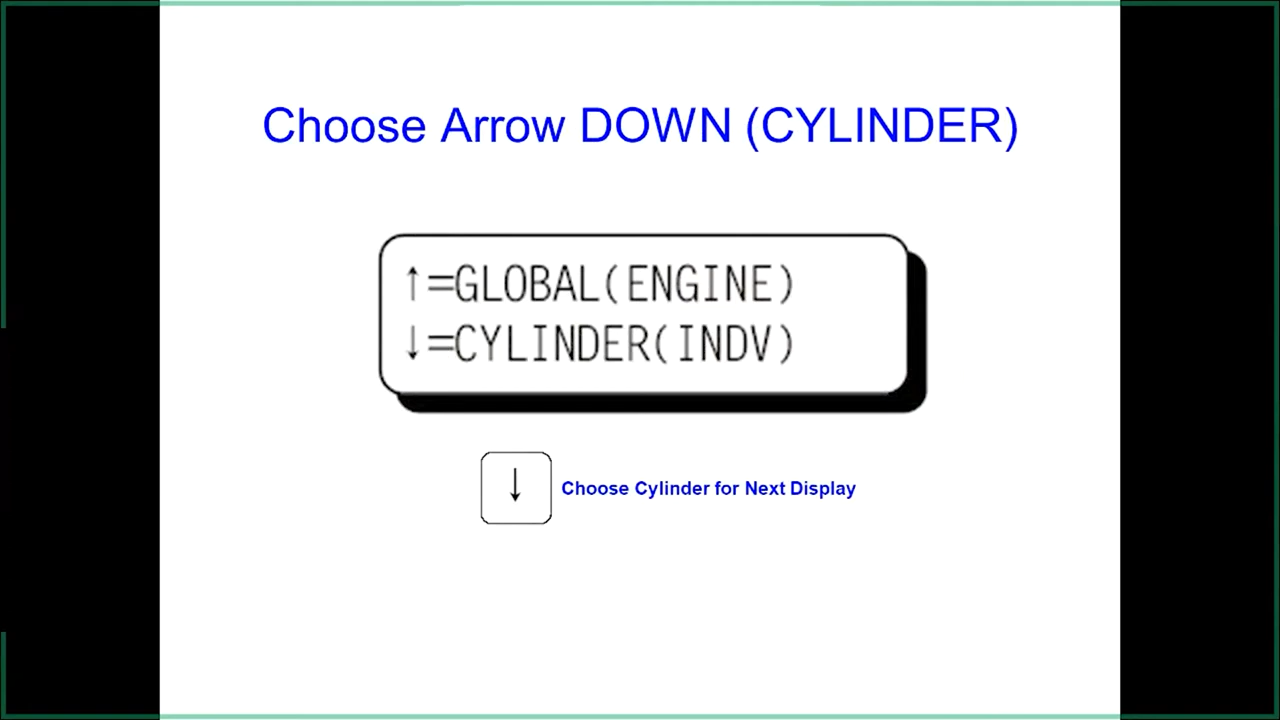 Choose Arrow DOWN (CYLINDER)
↑=GLOBAL(ENGINE)
↓=CYLINDER(INDV)
↓ Choose Cylinder for Next Display